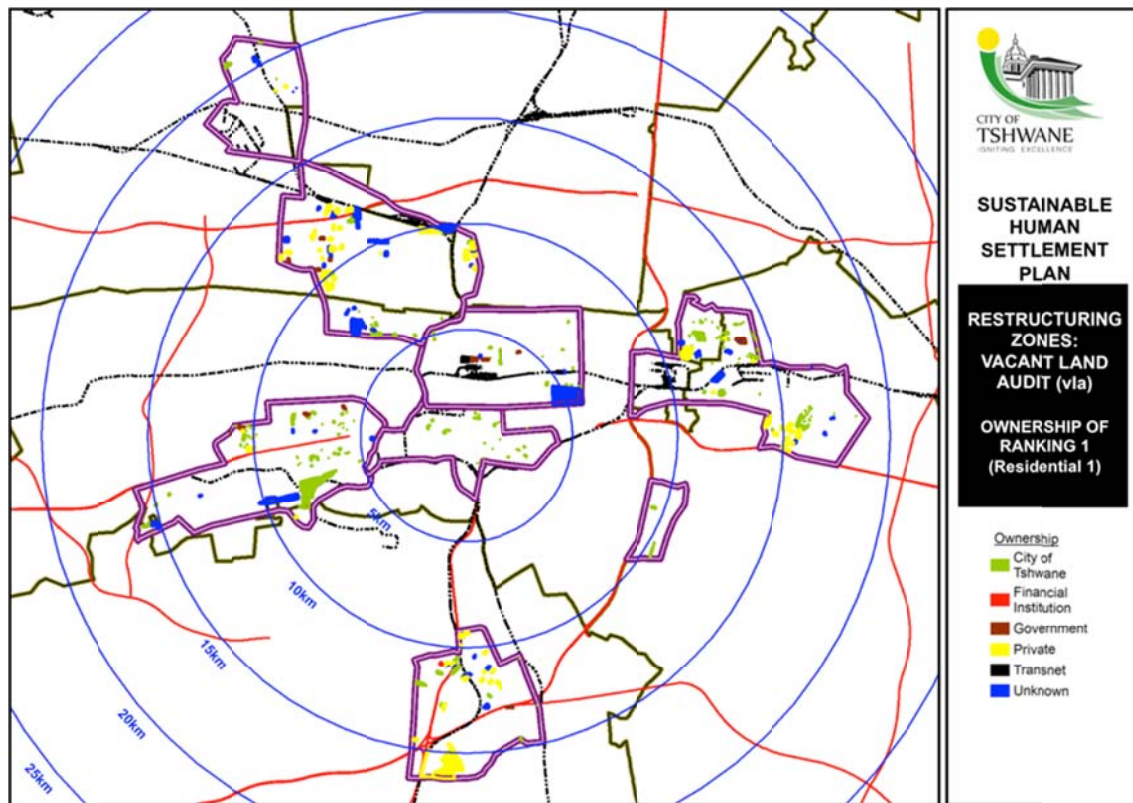 5km
10km
15km
20km
25km
CITY OF
TSHWANE
IGNITING EXCELLENCE
SUSTAINABLE
HUMAN
SETTLEMENT
PLAN
RESTRUCTURING
ZONES:
VACANT LAND
AUDIT (vla)
OWNERSHIP OF
RANKING 1
(Residential 1)
Ownership
City of
Tshwane
Financial
Institution
Government
Private
Transnet
Unknown